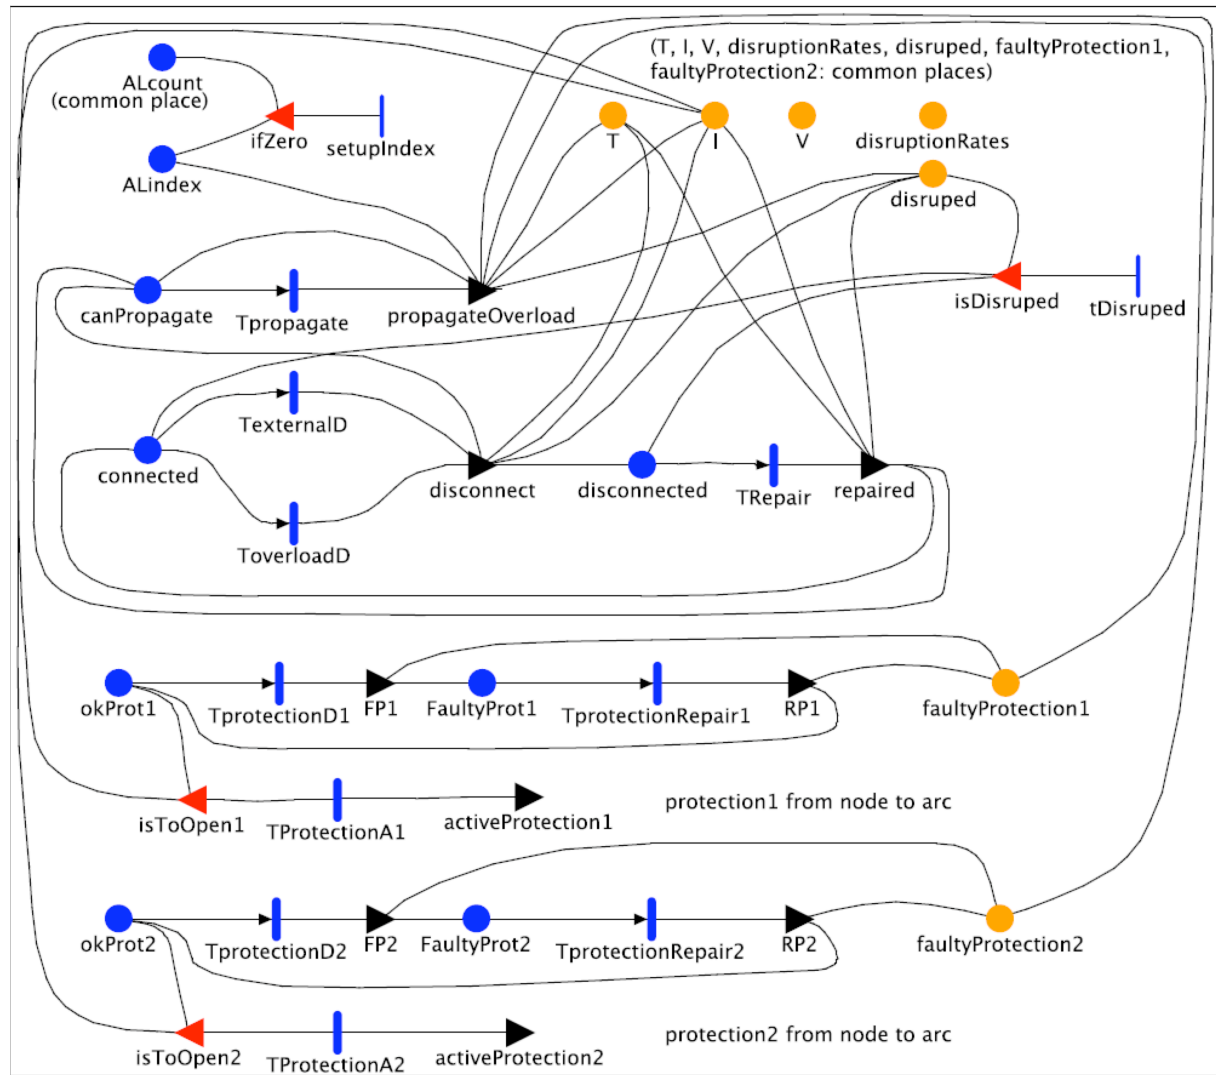 (T, I, V, disruptionRates, disruped, faultyProtection1,
faultyProtection2: common places)
ALcount
(common place)
ifZero
setupIndex
ALindex
T
I
V
disruptionRates
disruped
canPropagate
Tpropagate
propagateOverload
isDisruped
tDisruped
TexternalD
connected
disconnect
disconnected
TRepair
repaired
ToverloadD
okProt1
TprotectionD1
FP1
FaultyProt1
TprotectionRepair1
RP1
faultyProtection1
isToOpen1
TProtectionA1
activeProtection1
protection1 from node to arc
okProt2
TprotectionD2
FP2
FaultyProt2
TprotectionRepair2
RP2
faultyProtection2
isToOpen2
TProtectionA2
activeProtection2
protection2 from node to arc